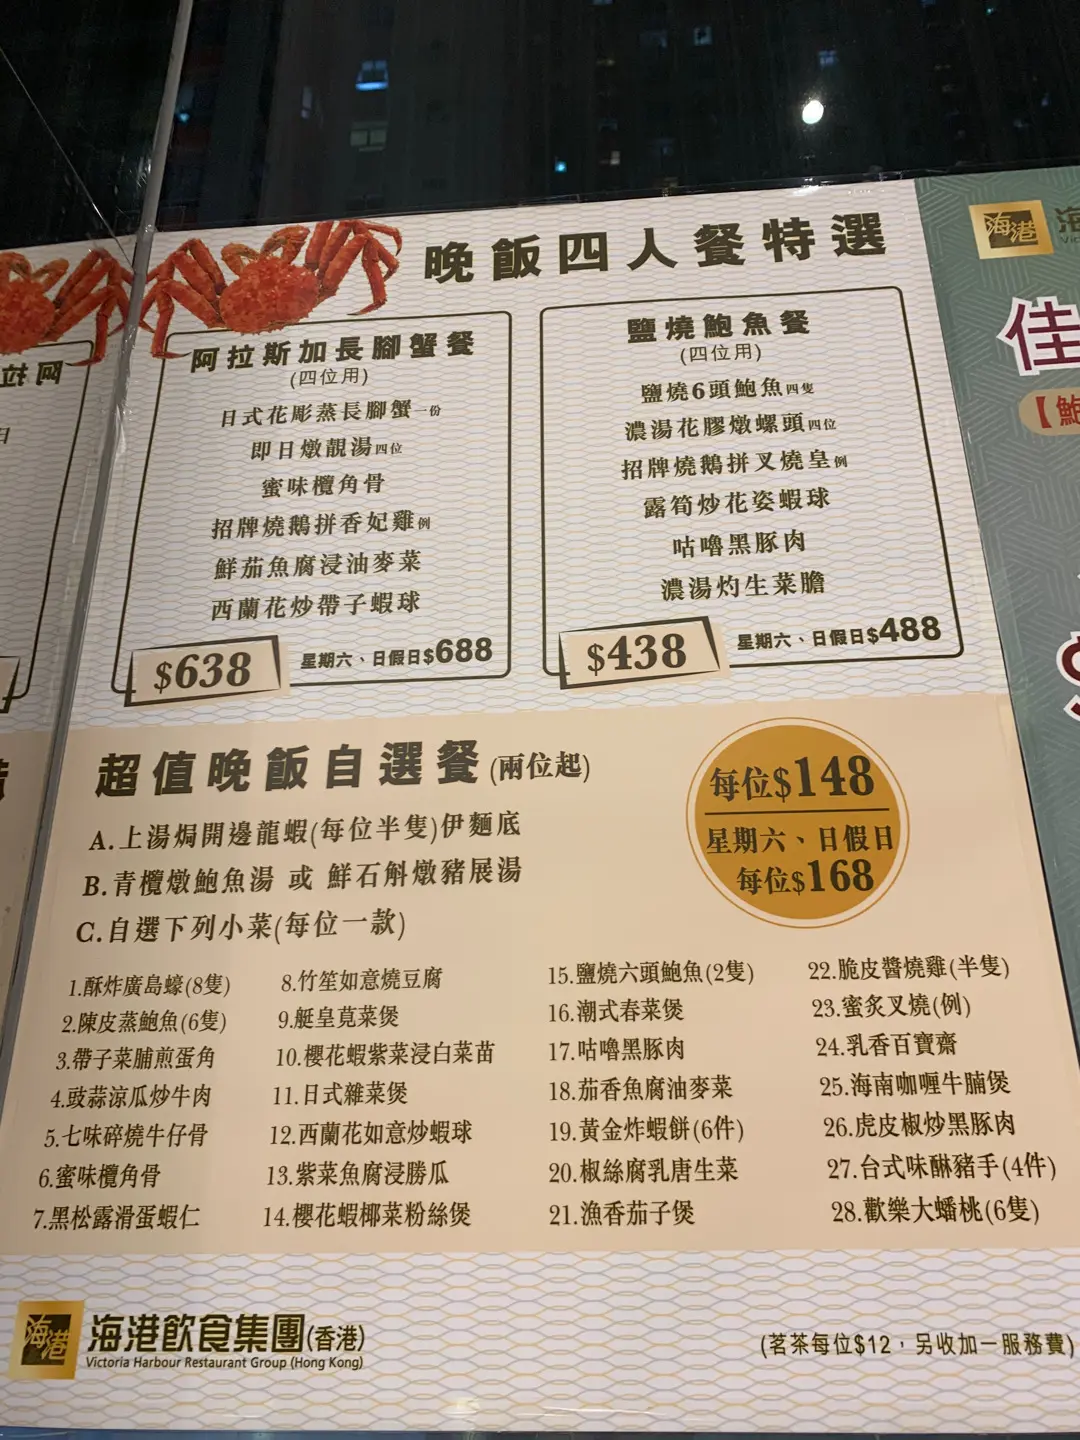 晚飯四人餐特選
阿拉斯加長腳蟹餐
(四位用)
日式花彫蒸長腳蟹一份
即日燉靚湯四位
蜜味欖角骨
招牌燒鵝拼香妃雞例
鮮茄魚腐浸油麥菜
西蘭花炒帶子蝦球
$638
星期六、日假日$688
鹽燒鮑魚餐
(四位用)
鹽燒6頭鮑魚四隻
濃湯花膠燉螺頭四位
招牌燒鵝拼叉燒皇例
露筍炒花姿蝦球
咕嚕黑豚肉
濃湯灼生菜膽
$438
星期六、日假日$488
超值晚飯自選餐(兩位起)
A.上湯焗開邊龍蝦(每位半隻)伊麵底
B.青欖燉鮑魚湯 或 鮮石斛燉豬展湯
C.自選下列小菜(每位一款)
每位$148
星期六、日假日
每位$168
1.酥炸廣島蠔(8隻)
2.陳皮蒸鮑魚(6隻)
3.帶子菜脯煎蛋角
4.豉蒜涼瓜炒牛肉
5.七味碎燒牛仔骨
6.蜜味欖角骨
7.黑松露滑蛋蝦仁
8.竹笙如意燒豆腐
9.艇皇莧菜煲
10.櫻花蝦紫菜浸白菜苗
11.日式雜菜煲
12.西蘭花如意炒蝦球
13.紫菜魚腐浸勝瓜
14.櫻花蝦椰菜粉絲煲
15.鹽燒六頭鮑魚(2隻)
16.潮式春菜煲
17.咕嚕黑豚肉
18.茄香魚腐油麥菜
19.黃金炸蝦餅(6件)
20.椒絲腐乳唐生菜
21.漁香茄子煲
22.脆皮醬燒雞(半隻)
23.蜜炙叉燒(例)
24.乳香百寶齋
25.海南咖喱牛腩煲
26.虎皮椒炒黑豚肉
27.台式味酥豬手(4件)
28.歡樂大蟠桃(6隻)
海港
海港飲食集團(香港)
Victoria Harbour Restaurant Group (Hong Kong)
(茗茶每位$12，另收加一服務費)
海港
海
佳
【鮑
阿拉
日